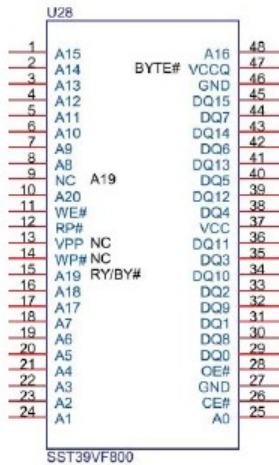 U28
1 A15 A16 48
2 A14 BYTE# VCCQ 47
3 A13 GND 46
4 A12 DQ15 45
5 A11 DQ7 44
6 A10 DQ14 43
7 A9 DQ6 42
8 A8 DQ13 41
9 NC A19 DQ5 40
10 A20 DQ12 39
11 WE# DQ4 38
12 RP# VCC 37
13 VPP NC DQ11 36
14 WP# NC DQ3 35
15 A19 RY/BY# DQ10 34
16 A18 DQ2 33
17 A17 DQ9 32
18 A7 DQ1 31
19 A6 DQ8 30
20 A5 DQ0 29
21 A4 OE# 28
22 A3 GND 27
23 A2 CE# 26
24 A1 A0 25
SST39VF800